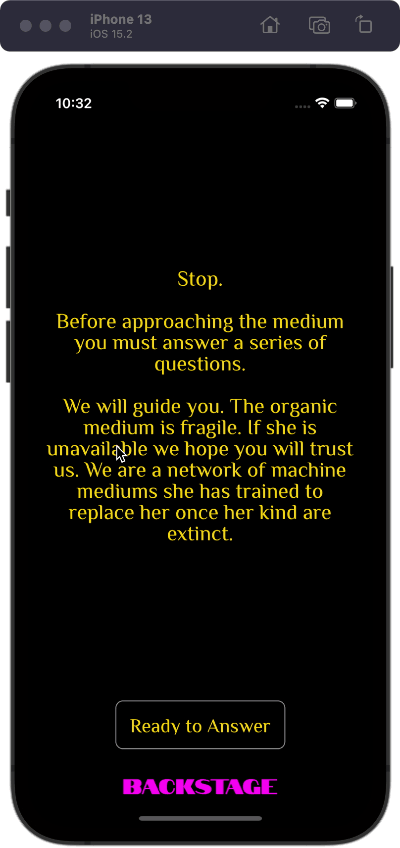 iPhone 13
iOS 15.2
10:32
Stop.
Before approaching the medium
you must answer a series of
questions.
We will guide you. The organic
medium is fragile. If she is
unavailable we hope you will trust
us. We are a network of machine
mediums she has trained to
replace her once her kind are
extinct.
Ready to Answer
BACKSTAGE